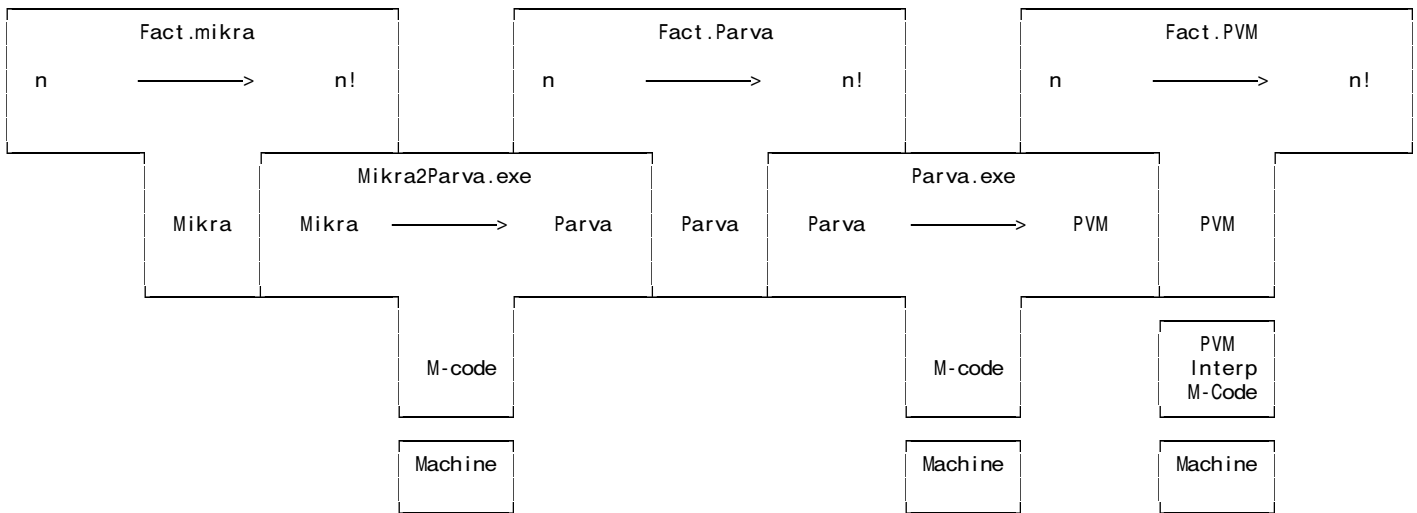 Fact.mikra Fact.Parva Fact.PVM
n ———> n! n ———> n! n ———> n!
Mikra2Parva.exe Parva.exe
Mikra Mikra ———> Parva Parva Parva ———> PVM PVM
PVM
M-code M-code Interp
M-Code
Machine Machine Machine